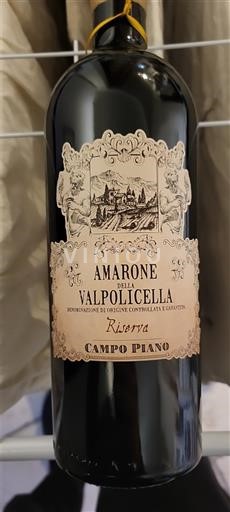 AMARONE
DELLA
VALPOLICELLA
DENOMINAZIONE DI ORIGINE CONTROLLATA E GARANTITA
Riserva
CAMPO PIANO